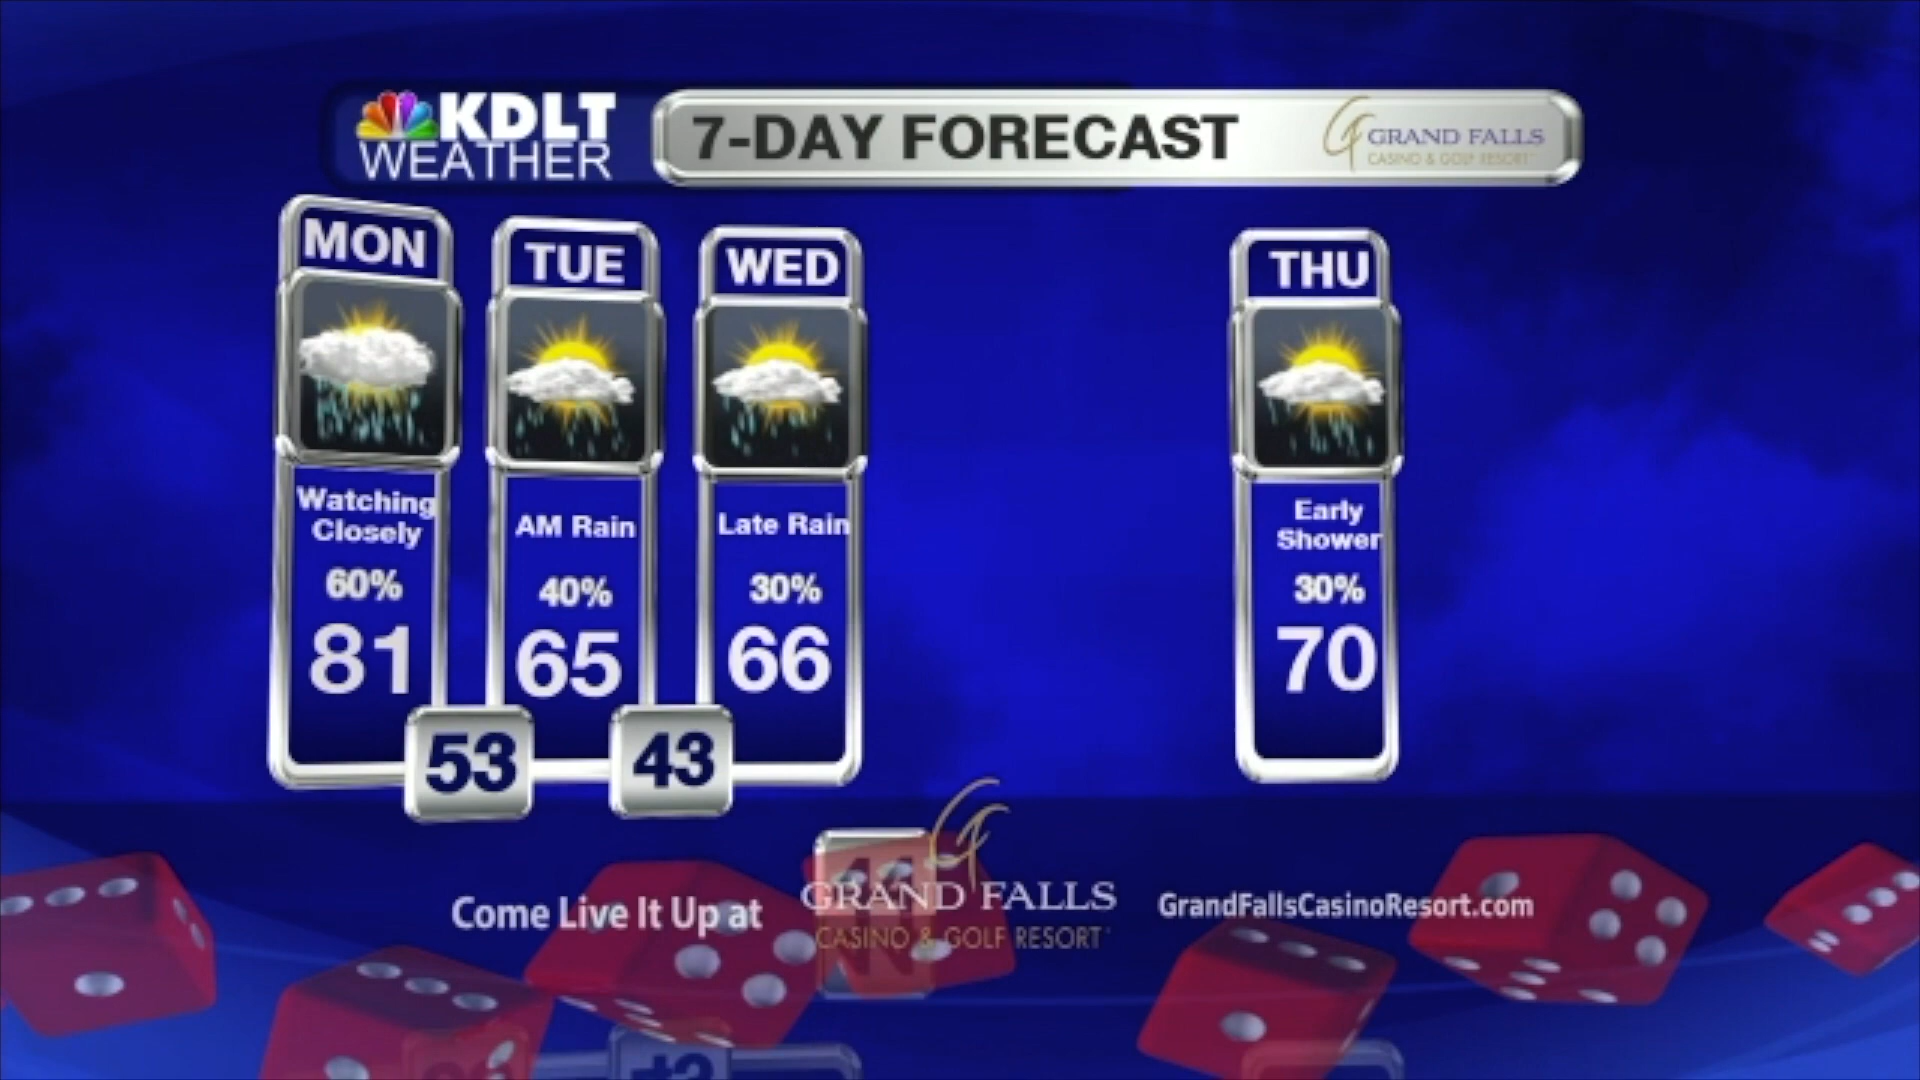 KDLT
WEATHER
7-DAY FORECAST
GRAND FALLS
CASINO & GOLF RESORT
MON
TUE
WED
THU
Watching
Closely
60%
81
AM Rain
40%
65
Late Rain
30%
66
Early
Shower
30%
70
53
43
Come Live It Up at
GRAND FALLS
CASINO & GOLF RESORT
GrandFallsCasinoResort.com